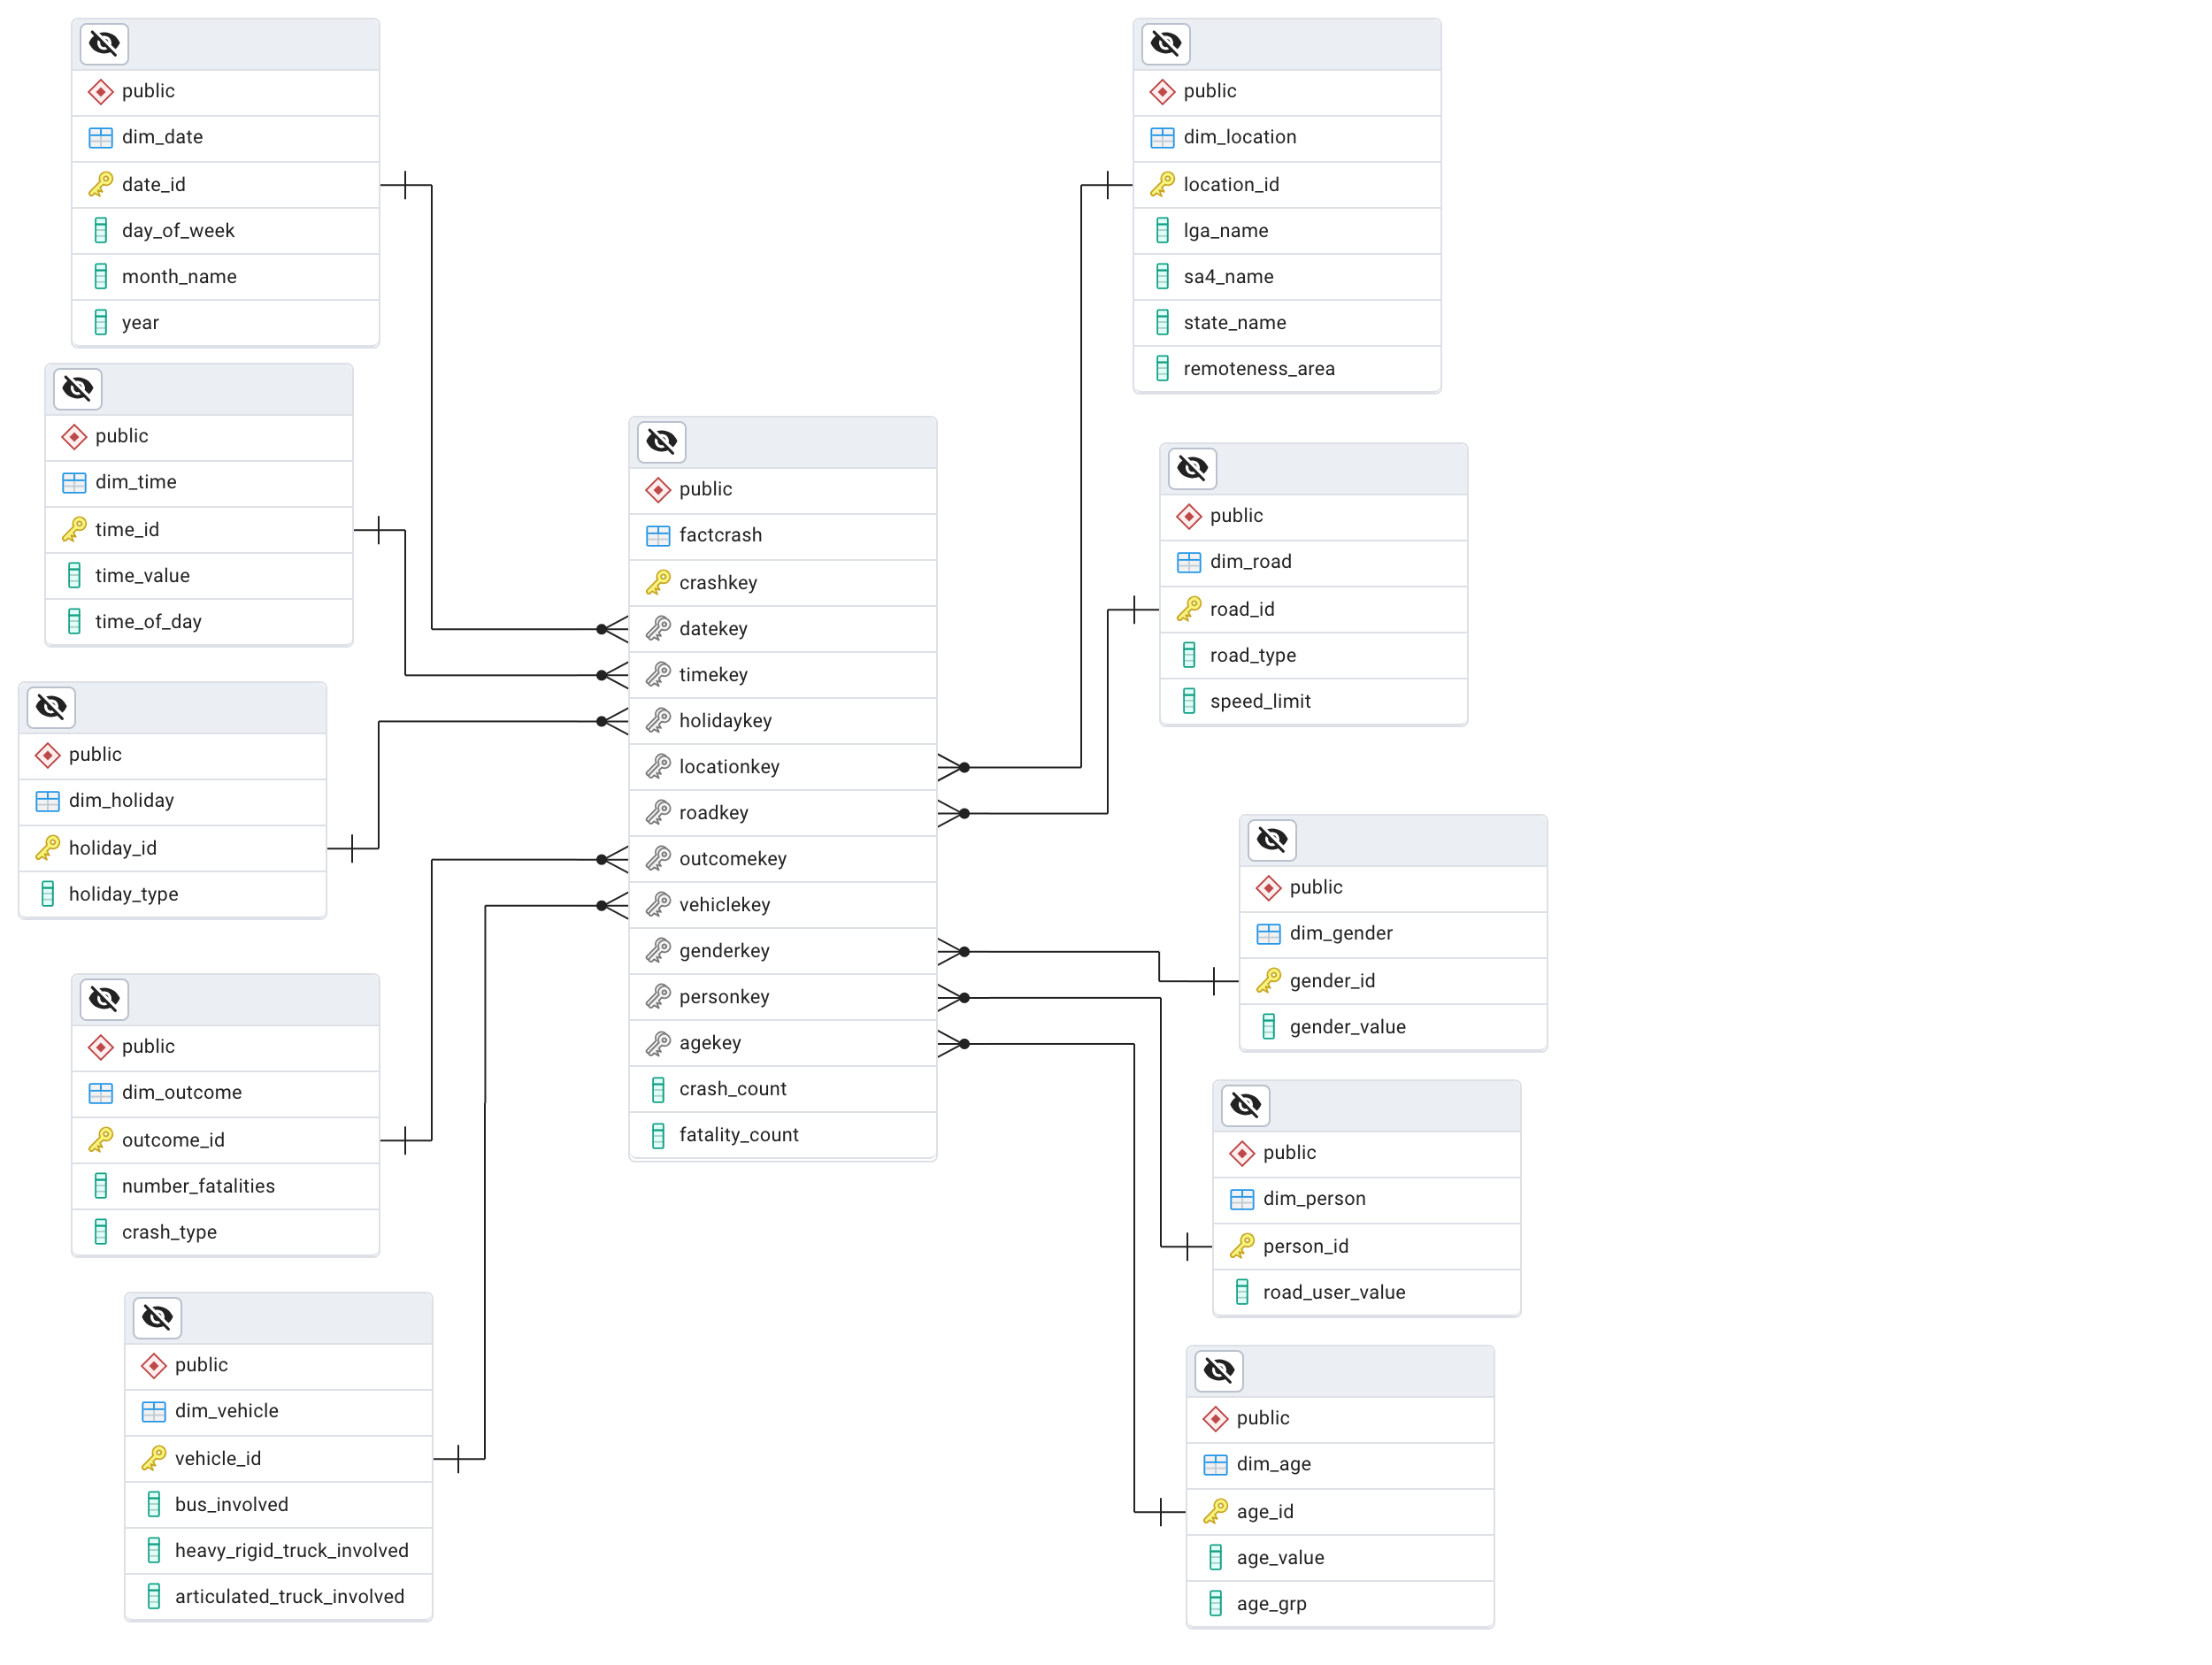 public
dim_date
date_id
day_of_week
month_name
year
public
dim_time
time_id
time_value
time_of_day
public
dim_holiday
holiday_id
holiday_type
public
dim_outcome
outcome_id
number_fatalities
crash_type
public
dim_vehicle
vehicle_id
bus_involved
heavy_rigid_truck_involved
articulated_truck_involved
public
factcrash
crashkey
datekey
timekey
holidaykey
locationkey
roadkey
outcomekey
vehiclekey
genderkey
personkey
agekey
crash_count
fatality_count
public
dim_location
location_id
lga_name
sa4_name
state_name
remoteness_area
public
dim_road
road_id
road_type
speed_limit
public
dim_gender
gender_id
gender_value
public
dim_person
person_id
road_user_value
public
dim_age
age_id
age_value
age_grp